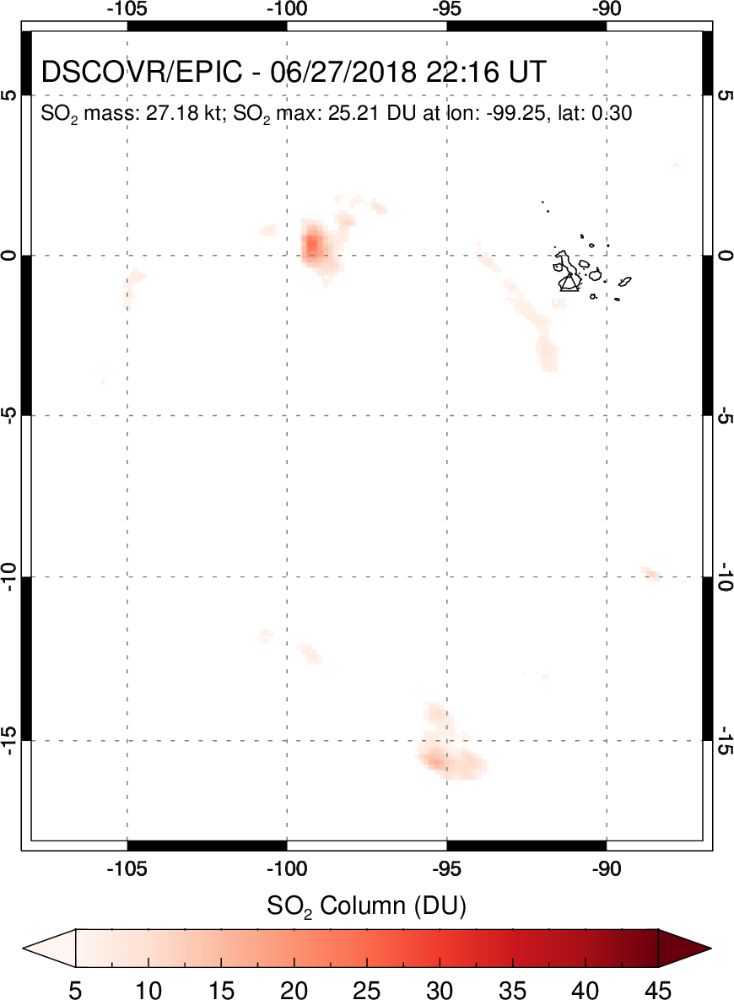 -105 -100 -95 -90
DSCOVR/EPIC - 06/27/2018 22:16 UT
SO2 mass: 27.18 kt; SO2 max: 25.21 DU at lon: -99.25, lat: 0.30
5 5
0 0
-5 -5
-10 -10
-15 -15
-105 -100 -95 -90
SO2 Column (DU)
5 10 15 20 25 30 35 40 45